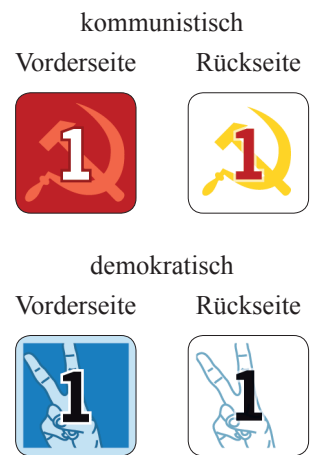 kommunistisch
Vorderseite Rückseite
1 1
demokratisch
Vorderseite Rückseite
1 1